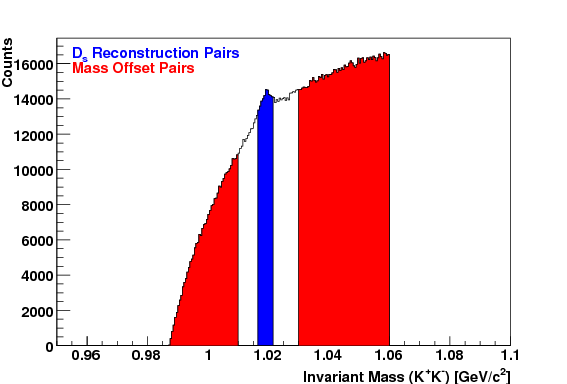 D_s Reconstruction Pairs
Mass Offset Pairs
Counts
16000
14000
12000
10000
8000
6000
4000
2000
0
0.96 0.98 1 1.02 1.04 1.06 1.08 1.1
Invariant Mass (K⁺K⁻) [GeV/c²]